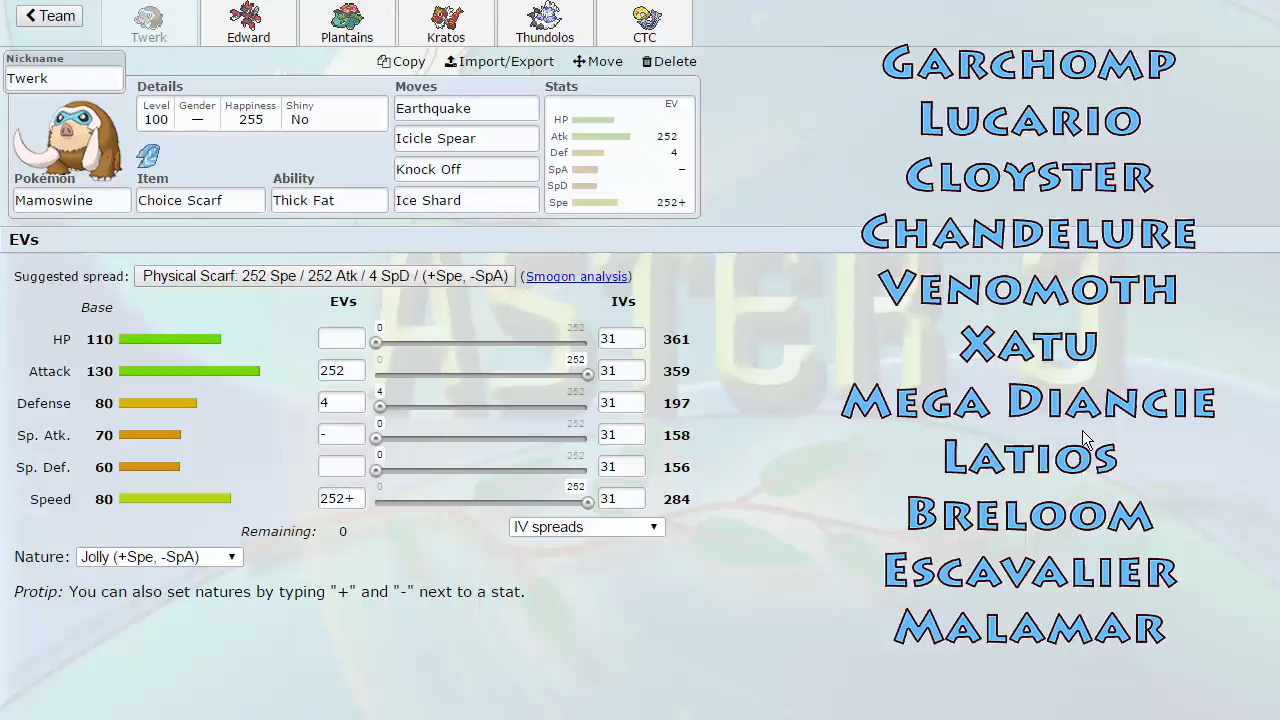 Team
Twerk
Edward
Plantains
Kratos
Thundolos
CTC
Nickname
Twerk
Copy
Import/Export
Move
Delete
Details
Level
100
Gender
—
Happiness
255
Shiny
No
Pokémon
Mamoswine
Item
Choice Scarf
Ability
Thick Fat
Moves
Earthquake
Icicle Spear
Knock Off
Ice Shard
Stats
EV
HP
Atk 252
Def 4
SpA –
SpD
Spe 252+
EVs
Suggested spread: Physical Scarf: 252 Spe / 252 Atk / 4 SpD / (+Spe, -SpA) (Smogon analysis)
Base EVs IVs
HP 110 0 252 31 361
Attack 130 252 0 252 31 359
Defense 80 4 4 252 31 197
Sp. Atk. 70 - 0 252 31 158
Sp. Def. 60 0 252 31 156
Speed 80 252+ 0 252 31 284
Remaining: 0
IV spreads
Nature: Jolly (+Spe, -SpA)
Protip: You can also set natures by typing "+" and "-" next to a stat.
Garchomp
Lucario
Cloyster
Chandelure
Venomoth
Xatu
Mega Diancie
Latios
Breloom
Escavalier
Malamar